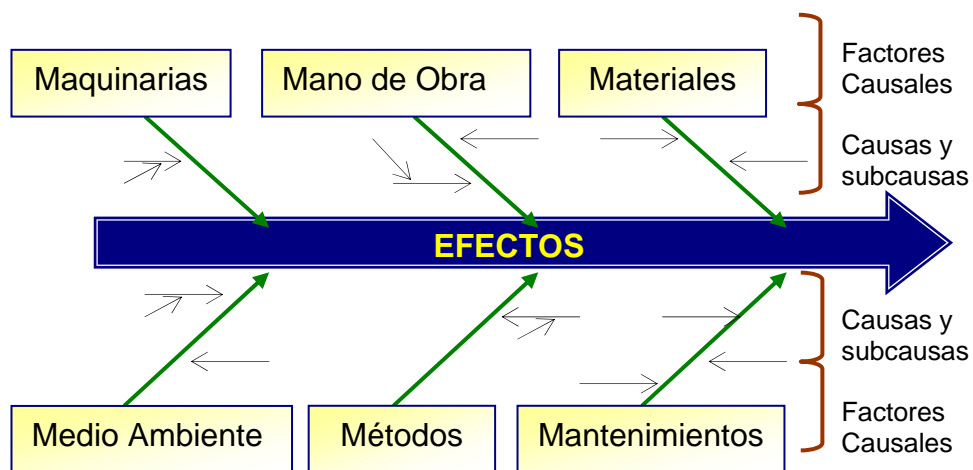 Maquinarias
Mano de Obra
Materiales
Factores
Causales
Causas y
subcausas
EFECTOS
Causas y
subcausas
Medio Ambiente
Métodos
Mantenimientos
Factores
Causales